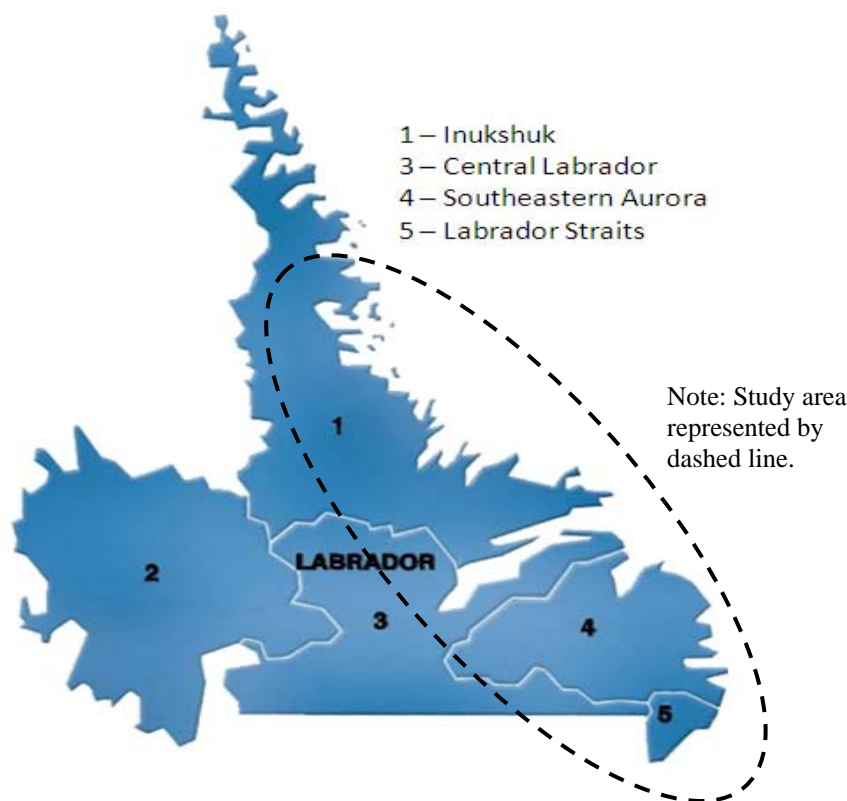 1 – Inukshuk
3 – Central Labrador
4 – Southeastern Aurora
5 – Labrador Straits
Note: Study area
represented by
dashed line.
1
LABRADOR
2
3
4
5